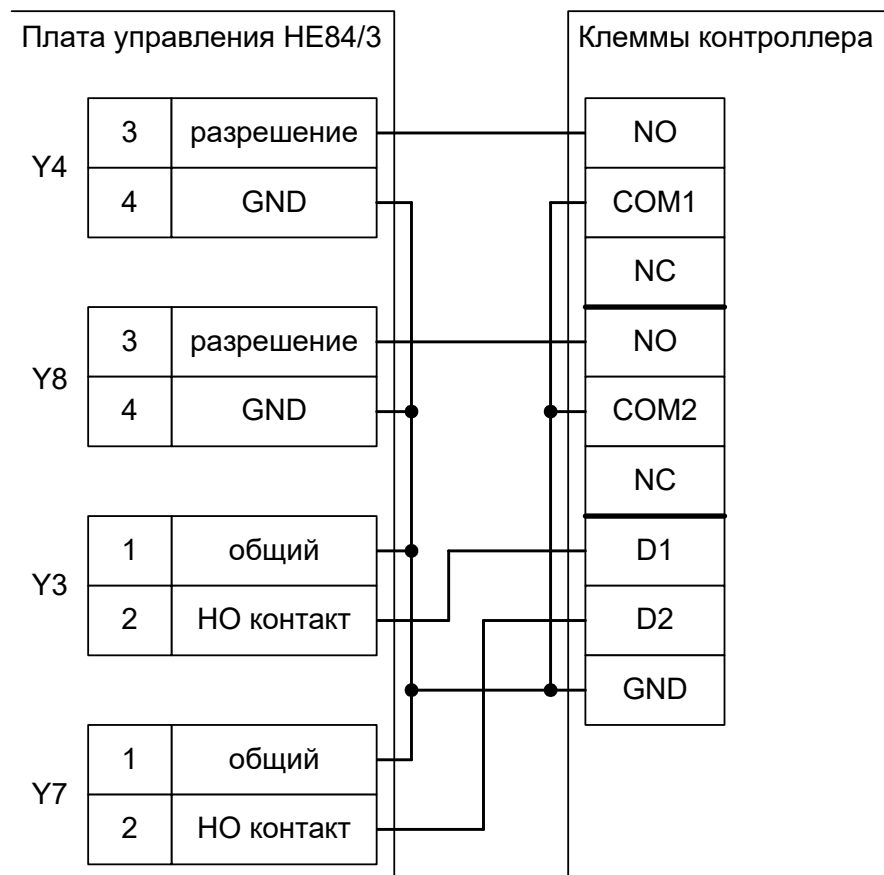 Плата управления НЕ84/3
Клеммы контроллера
Y4
3 разрешение
4 GND
Y8
3 разрешение
4 GND
Y3
1 общий
2 НО контакт
Y7
1 общий
2 НО контакт
NO
COM1
NC
NO
COM2
NC
D1
D2
GND